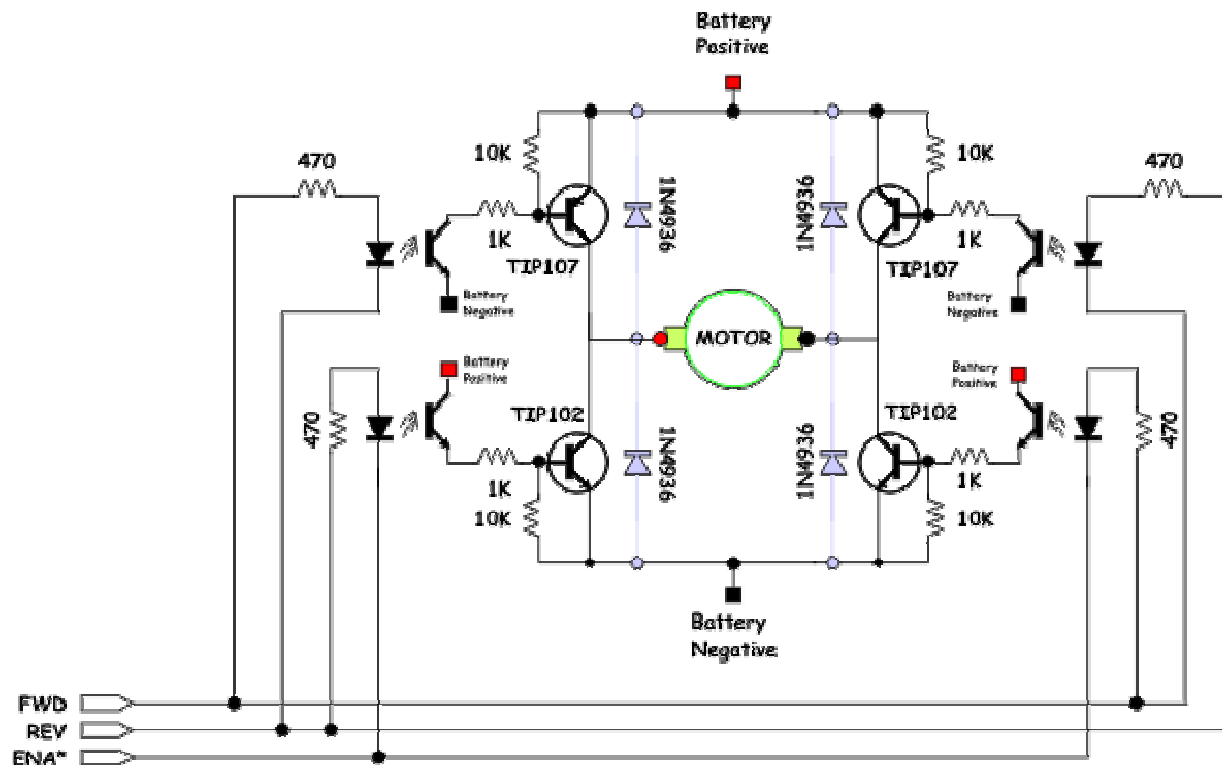 Battery
Positive
470
10K
1N4936
1N4936
10K
470
1K
TIP107
1K
TIP107
Battery
Negative
Battery
Negative
MOTOR
Battery
Positive
Battery
Positive
470
TIP102
1N4936
1N4936
TIP102
470
1K
10K
1K
10K
Battery
Negative
FWD
REV
ENA*